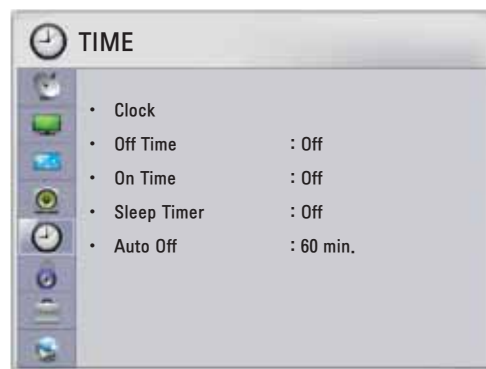 TIME
• Clock
• Off Time : Off
• On Time : Off
• Sleep Timer : Off
• Auto Off : 60 min.